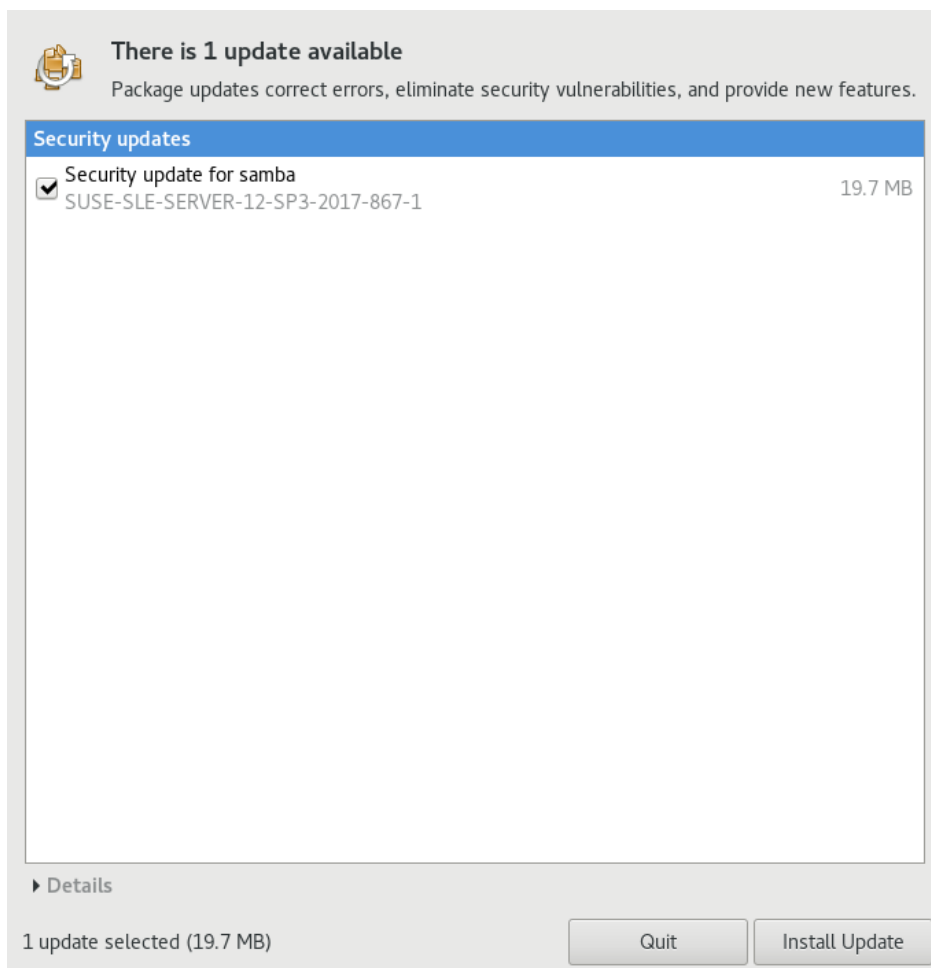 There is 1 update available
Package updates correct errors, eliminate security vulnerabilities, and provide new features.
Security updates
Security update for samba
SUSE-SLE-SERVER-12-SP3-2017-867-1
19.7 MB
Details
1 update selected (19.7 MB)
Quit
Install Update